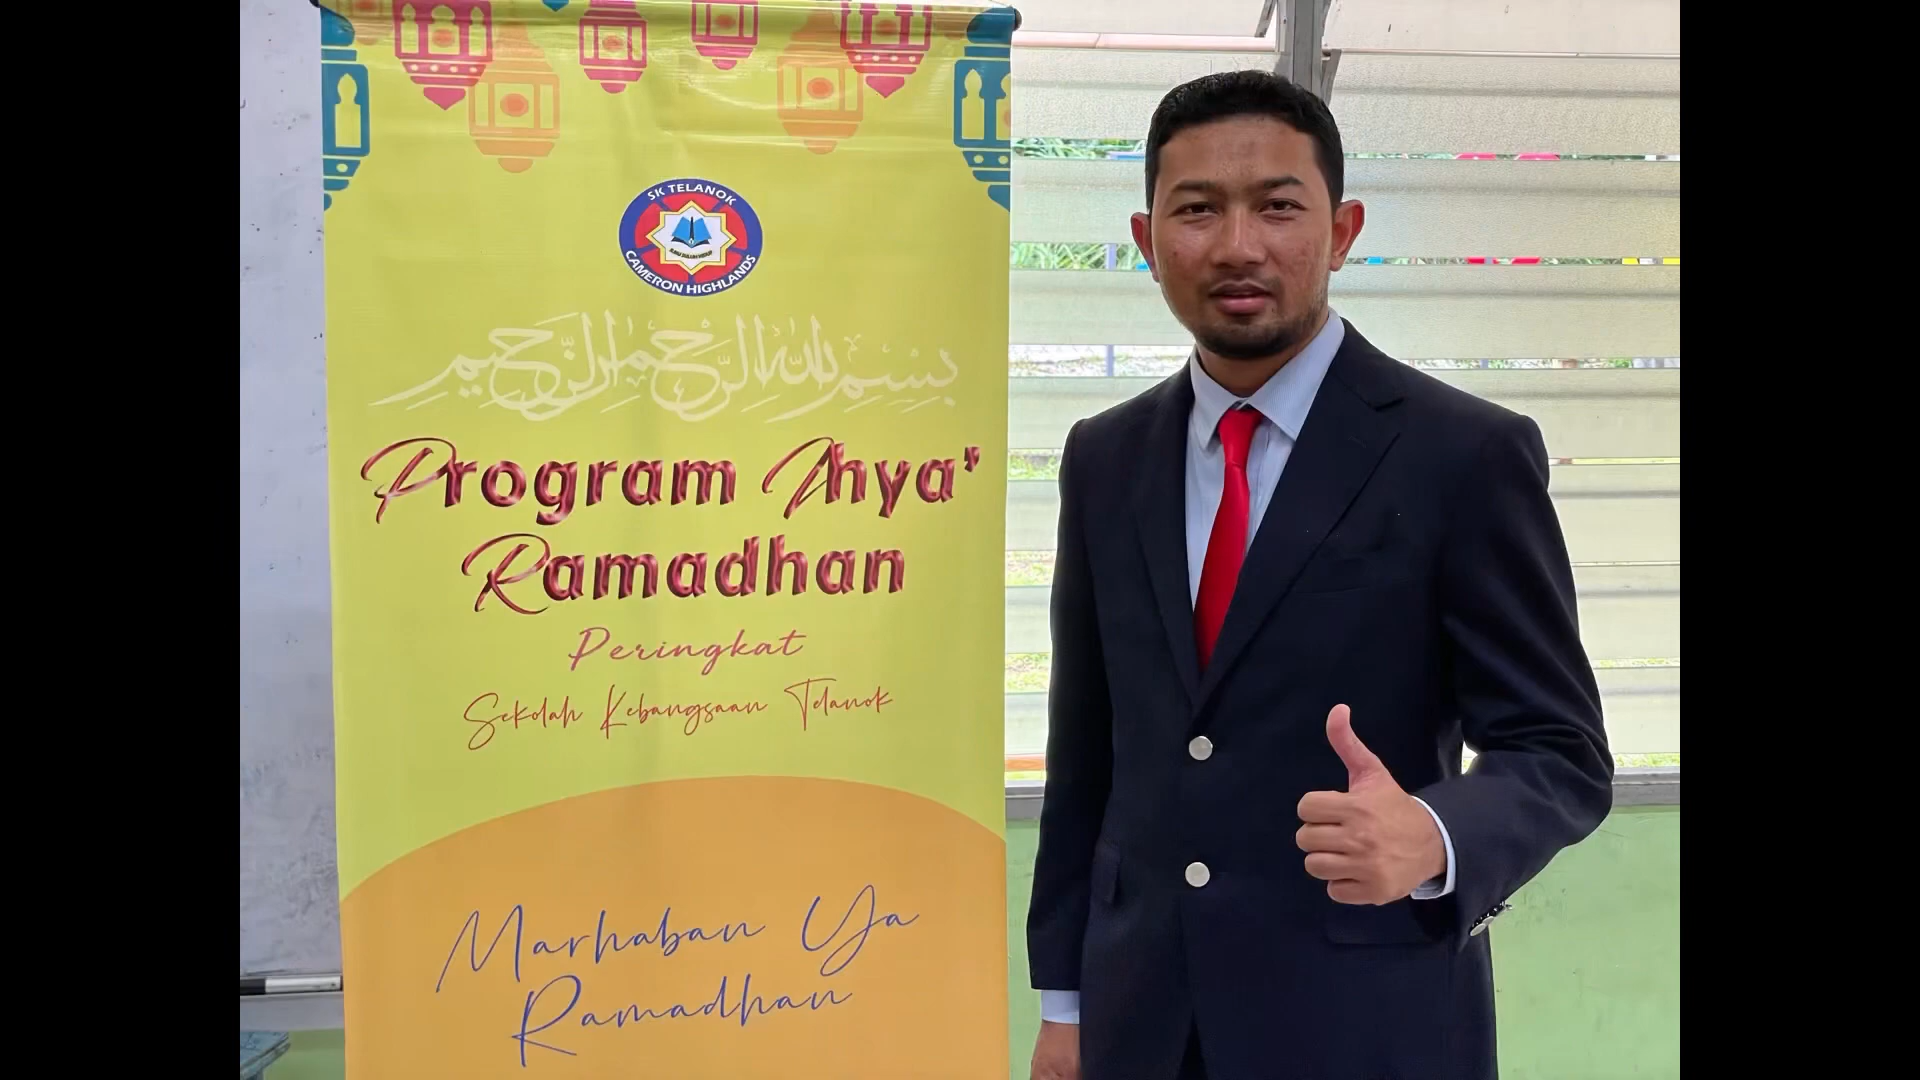 SK TELANOK
CAMERON HIGHLANDS
بسم الله الرحمن الرحيم
Program Ihya'
Ramadhan
Peringkat
Sekolah Kebangsaan Telanok
Marhaban Ya
Ramadhan